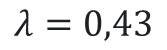 λ = 0,43